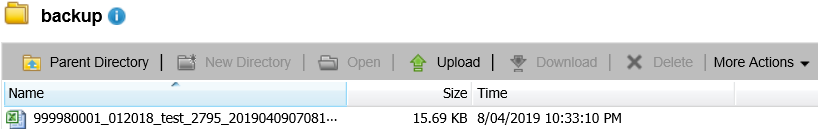 backup
Parent Directory | New Directory | Open | Upload | Download | Delete | More Actions
Name Size Time
999980001_012018_test_2795_2019040907081··· 15.69 KB 8/04/2019 10:33:10 PM